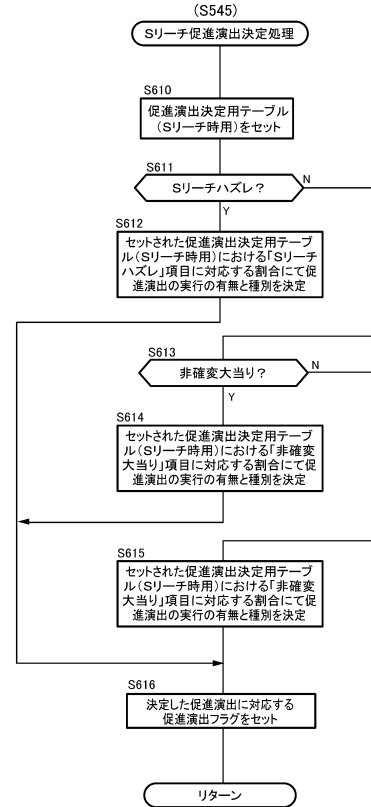 (S545)
Sリーチ促進演出決定処理
S610
促進演出決定用テーブル
(Sリーチ時用)をセット
S611
Sリーチハズレ?
N
Y
S612
セットされた促進演出決定用テーブ
ル(Sリーチ時用)における「Sリーチ
ハズレ」項目に対応する割合にて促
進演出の実行の有無と種別を決定
S613
非確変大当り?
N
Y
S614
セットされた促進演出決定用テーブ
ル(Sリーチ時用)における「非確変
大当り」項目に対応する割合にて促
進演出の実行の有無と種別を決定
S615
セットされた促進演出決定用テーブ
ル(Sリーチ時用)における「非確変
大当り」項目に対応する割合にて促
進演出の実行の有無と種別を決定
S616
決定した促進演出に対応する
促進演出フラグをセット
リターン